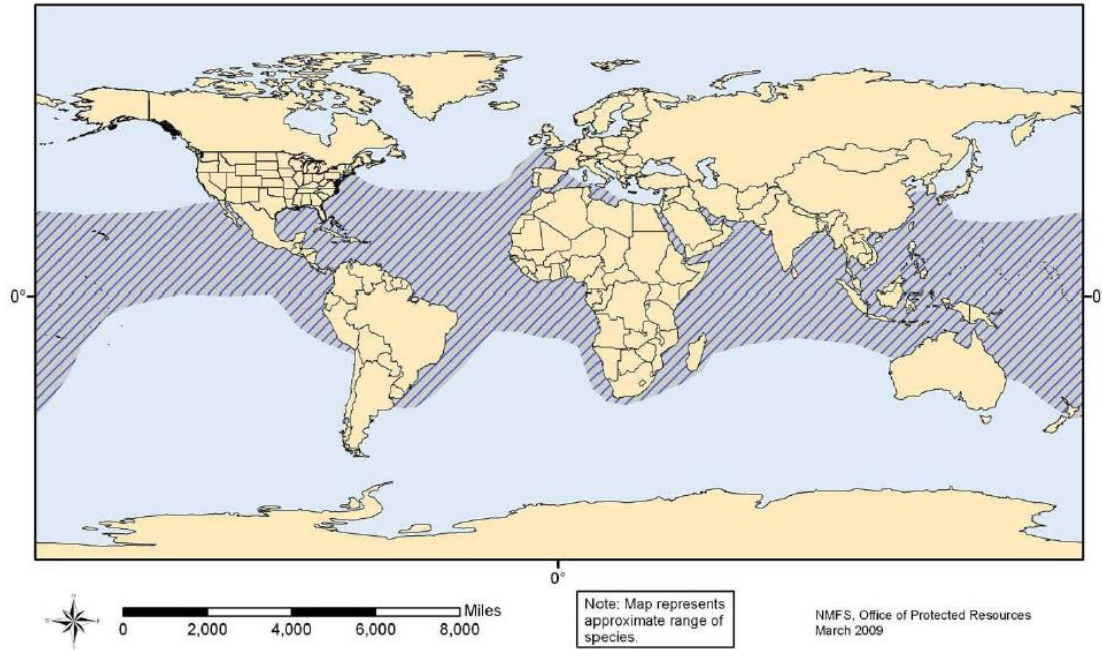 0°
0
0°
Miles
0 2,000 4,000 6,000 8,000
Note: Map represents
approximate range of
species.
NMFS, Office of Protected Resources
March 2009